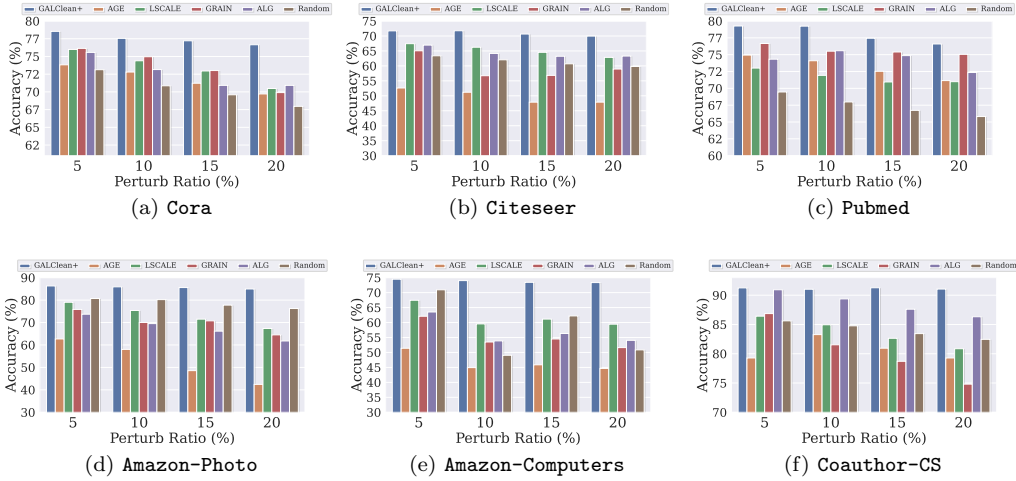 GALClean+ AGE LSCALE GRAIN ALG Random
80
77
75
72
70
67
65
62
Accuracy (%)
5 10 15 20
Perturb Ratio (%)
(a) Cora
GALClean+ AGE LSCALE GRAIN ALG Random
75
70
65
60
55
50
45
40
35
30
Accuracy (%)
5 10 15 20
Perturb Ratio (%)
(b) Citeseer
GALClean+ AGE LSCALE GRAIN ALG Random
80
77
75
72
70
67
65
62
60
Accuracy (%)
5 10 15 20
Perturb Ratio (%)
(c) Pubmed
GALClean+ AGE LSCALE GRAIN ALG Random
90
80
70
60
50
40
30
Accuracy (%)
5 10 15 20
Perturb Ratio (%)
(d) Amazon-Photo
GALClean+ AGE LSCALE GRAIN ALG Random
75
70
65
60
55
50
45
40
35
30
Accuracy (%)
5 10 15 20
Perturb Ratio (%)
(e) Amazon-Computers
GALClean+ AGE LSCALE GRAIN ALG Random
90
85
80
75
70
Accuracy (%)
5 10 15 20
Perturb Ratio (%)
(f) Coauthor-CS